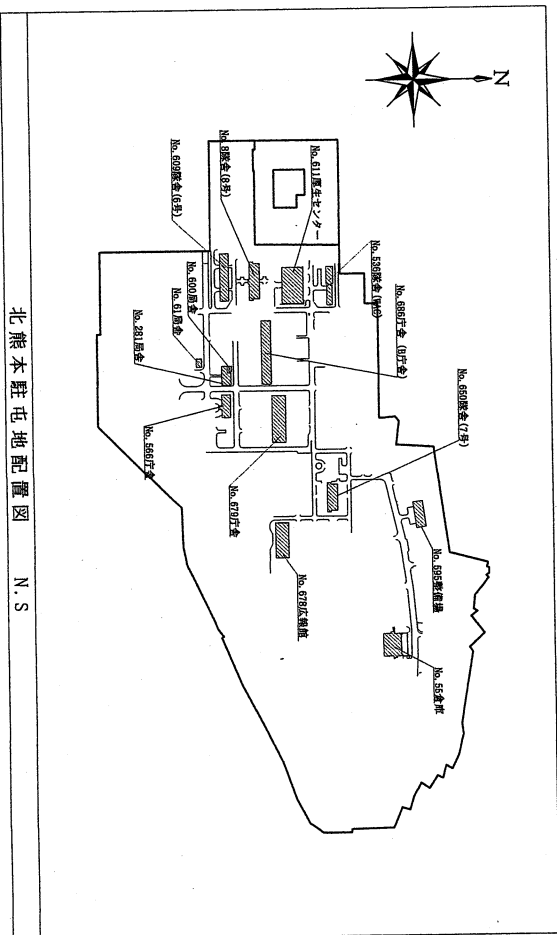 N
No. 611厚生センター
No. 8隊舎(8号)
No. 609隊舎(6号)
No. 536隊舎(WAC)
No. 686庁舎 (B庁舎)
No. 650隊舎(7号)
No. 600局舎
No. 61局舎
No. 281局舎
No. 566庁舎
No. 679庁舎
No. 678広報館
No. 695整備場
No. 55倉庫
北熊本駐屯地配置図 N.S